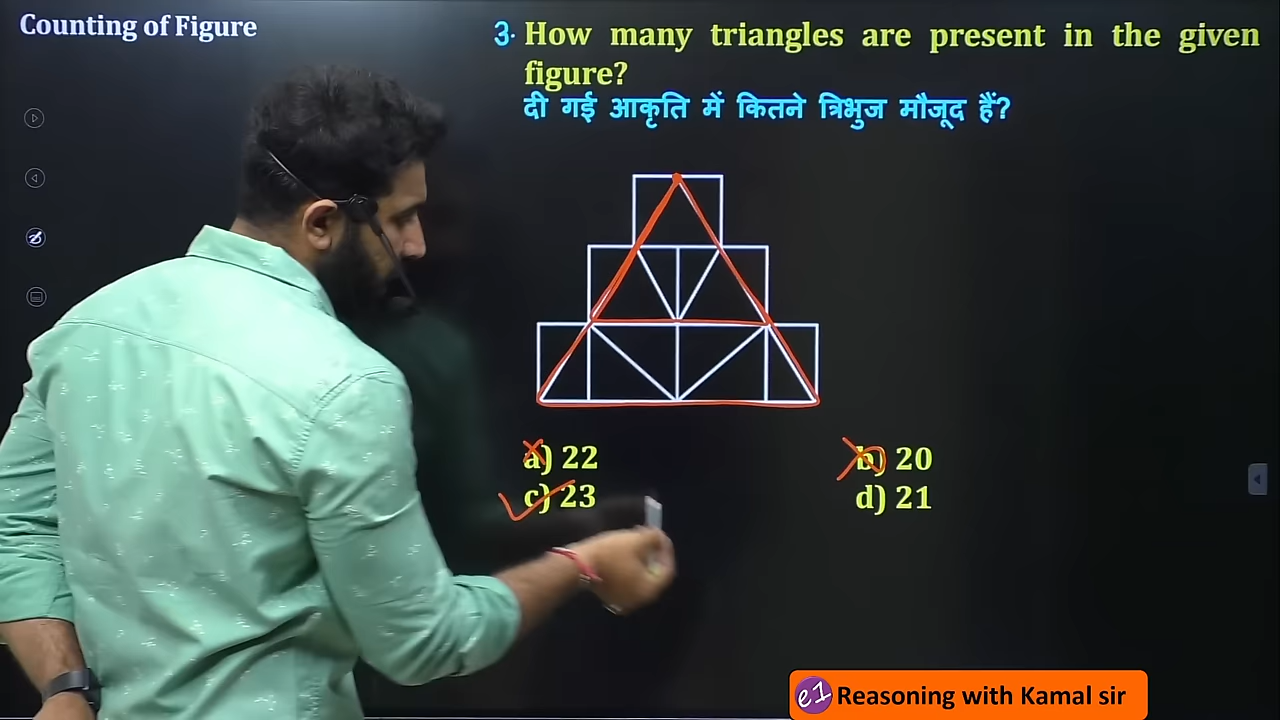 Counting of Figure
3. How many triangles are present in the given
figure?
दी गई आकृति में कितने त्रिभुज मौजूद हैं?
a) 22
b) 20
c) 23
d) 21
e1 Reasoning with Kamal sir